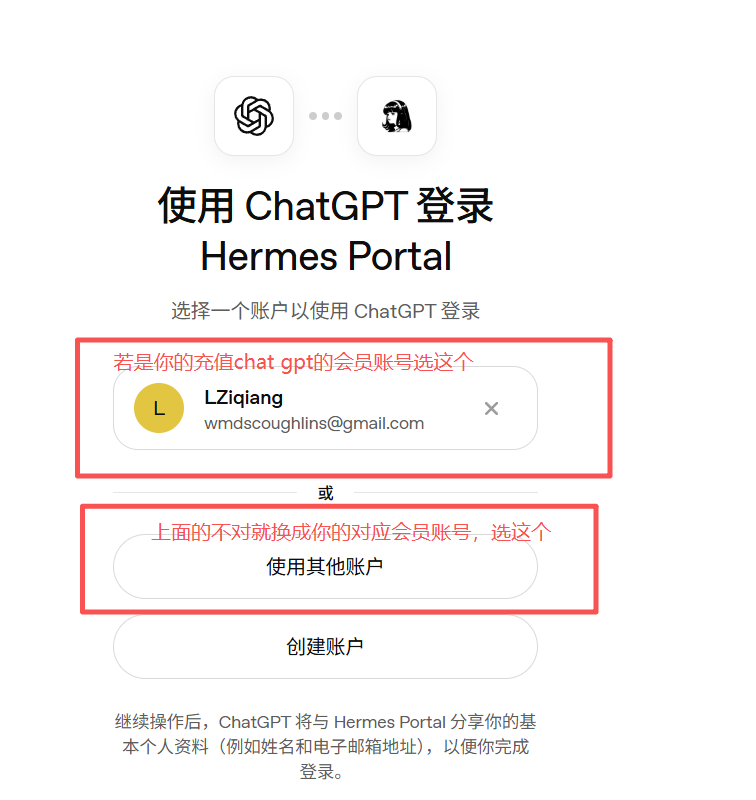 使用 ChatGPT 登录
Hermes Portal
选择一个账户以使用 ChatGPT 登录
若是你的充值chat gpt的会员账号选这个
L
LZiqiang
wmdscoughlins@gmail.com
或
上面的不对就换成你的对应会员账号，选这个
使用其他账户
创建账户
继续操作后，ChatGPT 将与 Hermes Portal 分享你的基
本个人资料（例如姓名和电子邮箱地址），以便你完成
登录。